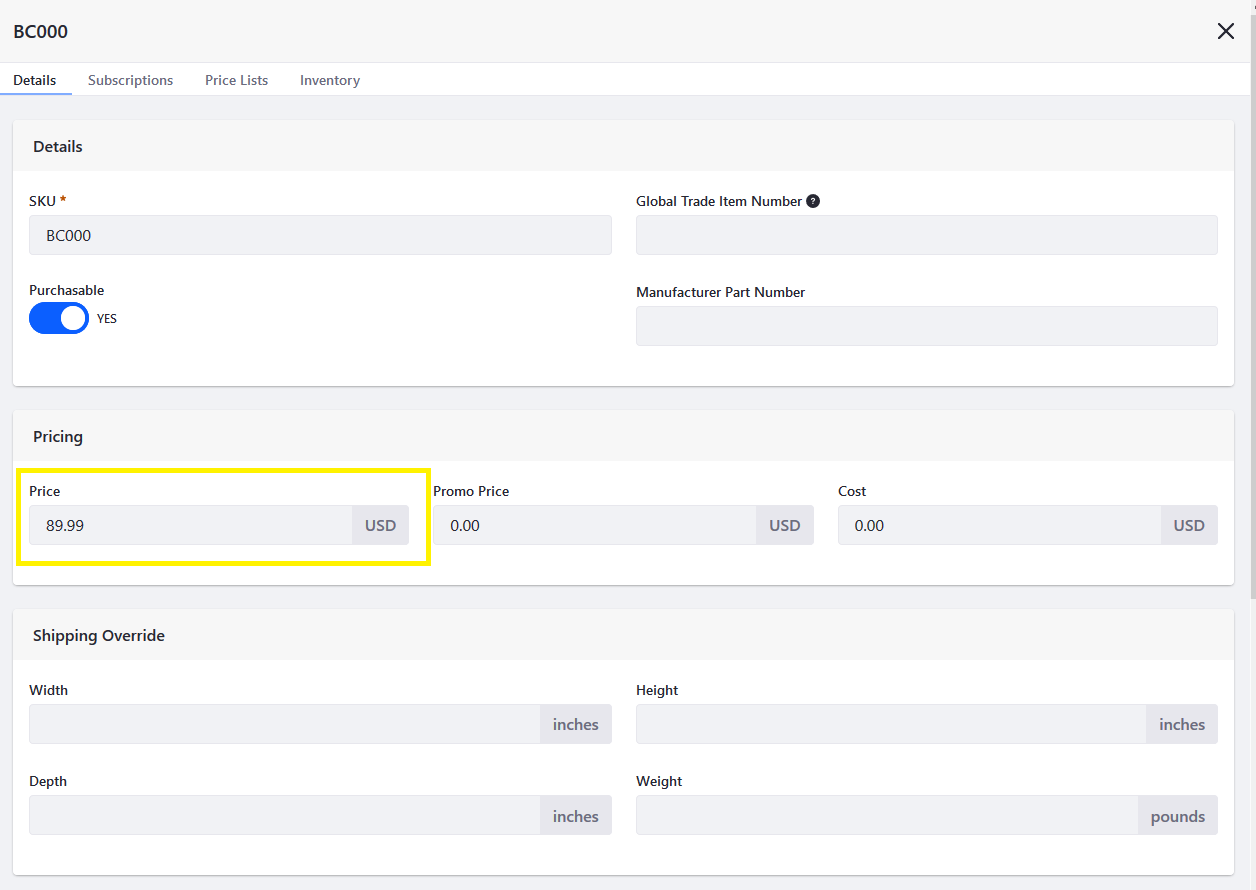 BC000
Details Subscriptions Price Lists Inventory
Details
SKU * Global Trade Item Number ?
BC000
Purchasable Manufacturer Part Number
YES
Pricing
Price Promo Price Cost
89.99 USD 0.00 USD 0.00 USD
Shipping Override
Width Height
inches inches
Depth Weight
inches pounds